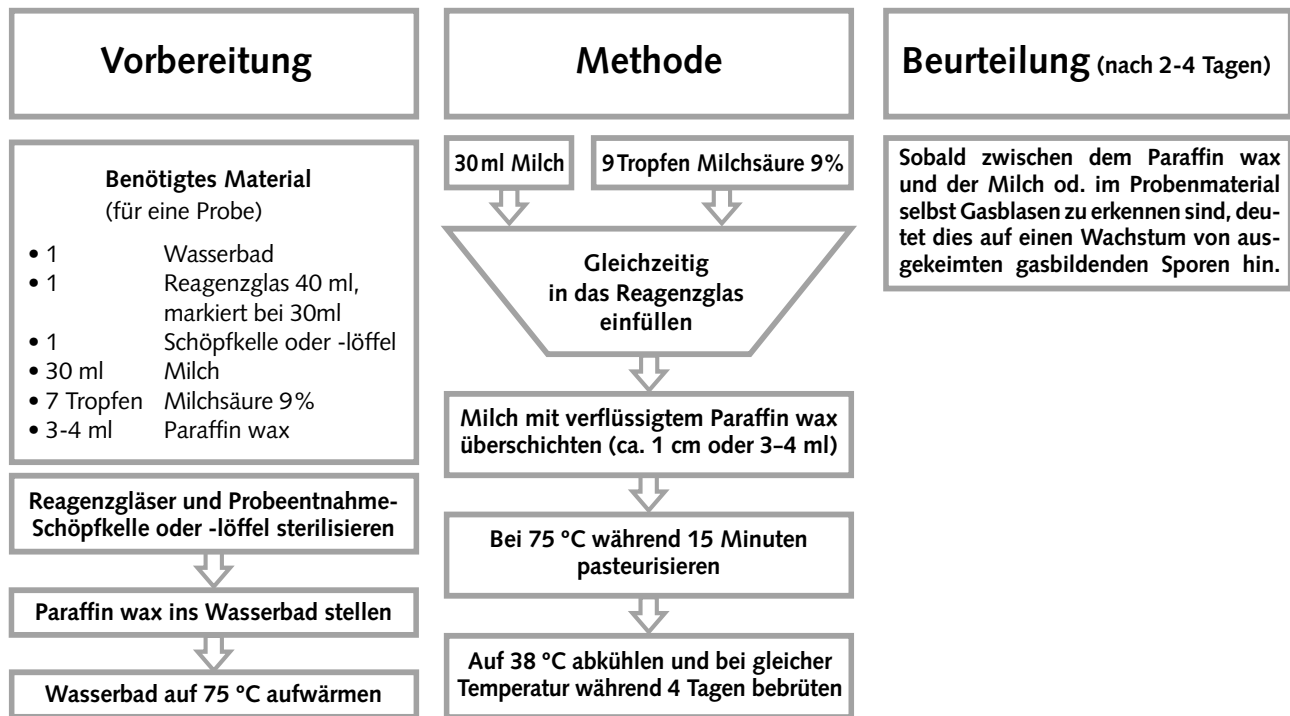 Vorbereitung
Benötigtes Material
(für eine Probe)
• 1 Wasserbad
• 1 Reagenzglas 40 ml,
markiert bei 30ml
• 1 Schöpfkelle oder -löffel
• 30 ml Milch
• 7 Tropfen Milchsäure 9%
• 3-4 ml Paraffin wax
Reagenzgläser und Probeentnahme-
Schöpfkelle oder -löffel sterilisieren
Paraffin wax ins Wasserbad stellen
Wasserbad auf 75 °C aufwärmen
Methode
30ml Milch
9 Tropfen Milchsäure 9%
Gleichzeitig
in das Reagenzglas
einfüllen
Milch mit verflüssigtem Paraffin wax
überschichten (ca. 1 cm oder 3–4 ml)
Bei 75 °C während 15 Minuten
pasteurisieren
Auf 38 °C abkühlen und bei gleicher
Temperatur während 4 Tagen bebrüten
Beurteilung (nach 2-4 Tagen)
Sobald zwischen dem Paraffin wax
und der Milch od. im Probenmaterial
selbst Gasblasen zu erkennen sind, deu-
tet dies auf einen Wachstum von aus-
gekeimten gasbildenden Sporen hin.